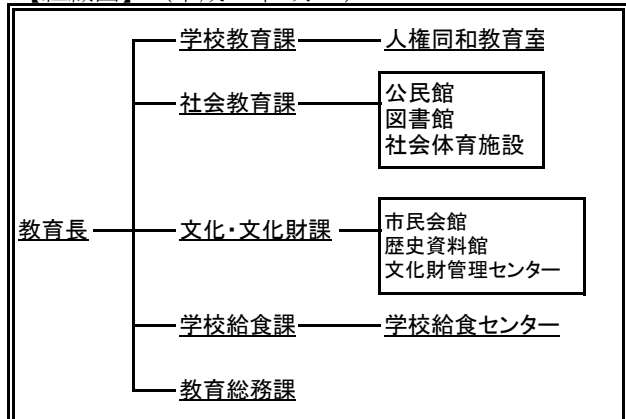 学校教育課 人権同和教育室
社会教育課 公民館
図書館
社会体育施設
教育長 文化・文化財課 市民会館
歴史資料館
文化財管理センター
学校給食課 学校給食センター
教育総務課